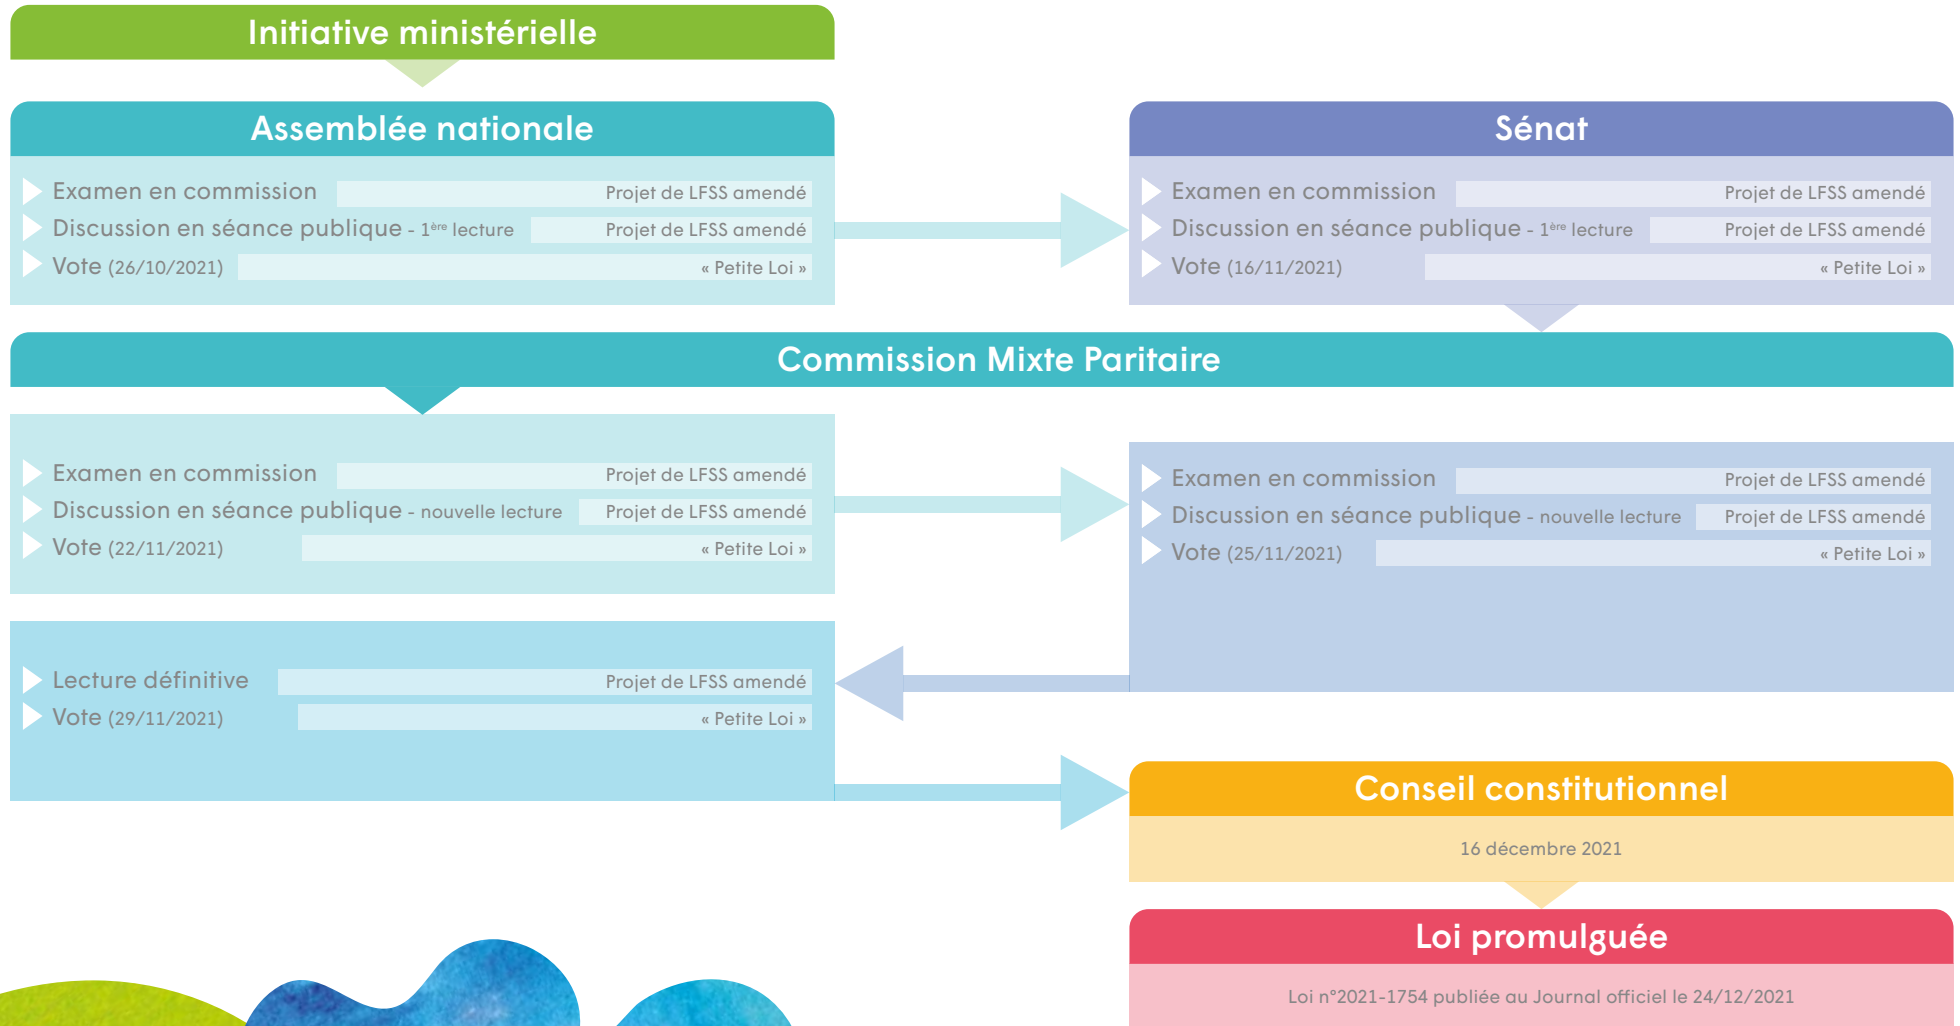 Initiative ministérielle
Assemblée nationale
Examen en commission Projet de LFSS amendé
Discussion en séance publique - 1ère lecture Projet de LFSS amendé
Vote (26/10/2021) « Petite Loi »
Sénat
Examen en commission Projet de LFSS amendé
Discussion en séance publique - 1ère lecture Projet de LFSS amendé
Vote (16/11/2021) « Petite Loi »
Commission Mixte Paritaire
Examen en commission Projet de LFSS amendé
Discussion en séance publique - nouvelle lecture Projet de LFSS amendé
Vote (22/11/2021) « Petite Loi »
Examen en commission Projet de LFSS amendé
Discussion en séance publique - nouvelle lecture Projet de LFSS amendé
Vote (25/11/2021) « Petite Loi »
Lecture définitive Projet de LFSS amendé
Vote (29/11/2021) « Petite Loi »
Conseil constitutionnel
16 décembre 2021
Loi promulguée
Loi n°2021-1754 publiée au Journal officiel le 24/12/2021